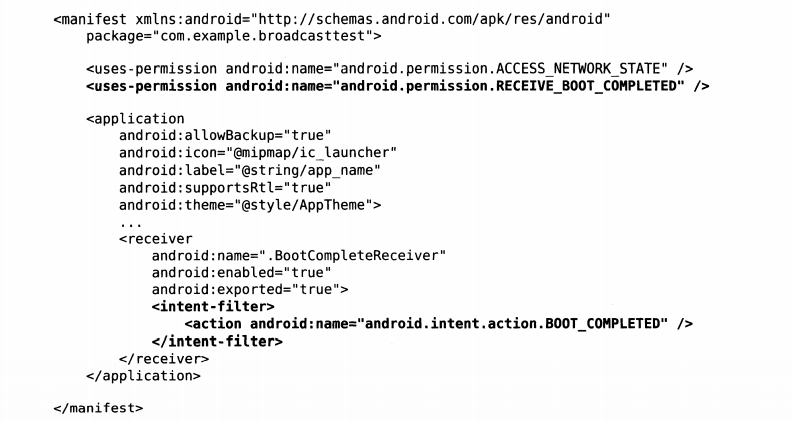 <manifest xmlns:android="http://schemas.android.com/apk/res/android"
    package="com.example.broadcasttest">

    <uses-permission android:name="android.permission.ACCESS_NETWORK_STATE" />
    <uses-permission android:name="android.permission.RECEIVE_BOOT_COMPLETED" />

    <application
        android:allowBackup="true"
        android:icon="@mipmap/ic_launcher"
        android:label="@string/app_name"
        android:supportsRtl="true"
        android:theme="@style/AppTheme">
        ...
        <receiver
            android:name=".BootCompleteReceiver"
            android:enabled="true"
            android:exported="true">
            <intent-filter>
                <action android:name="android.intent.action.BOOT_COMPLETED" />
            </intent-filter>
        </receiver>
    </application>

</manifest>